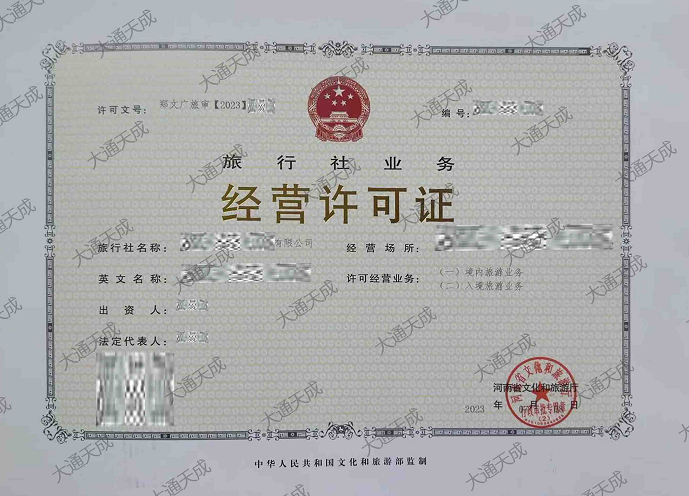 许可文号： 郑文广旅审【2023】
编号：
旅行社业务
经营许可证
旅行社名称： 有限公司
经营场所：
英文名称：
许可经营业务： （一）境内旅游业务
（二）入境旅游业务
出资人：
法定代表人：
河南省文化和旅游厅
2023 年 月 日
中华人民共和国文化和旅游部监制
大通天成